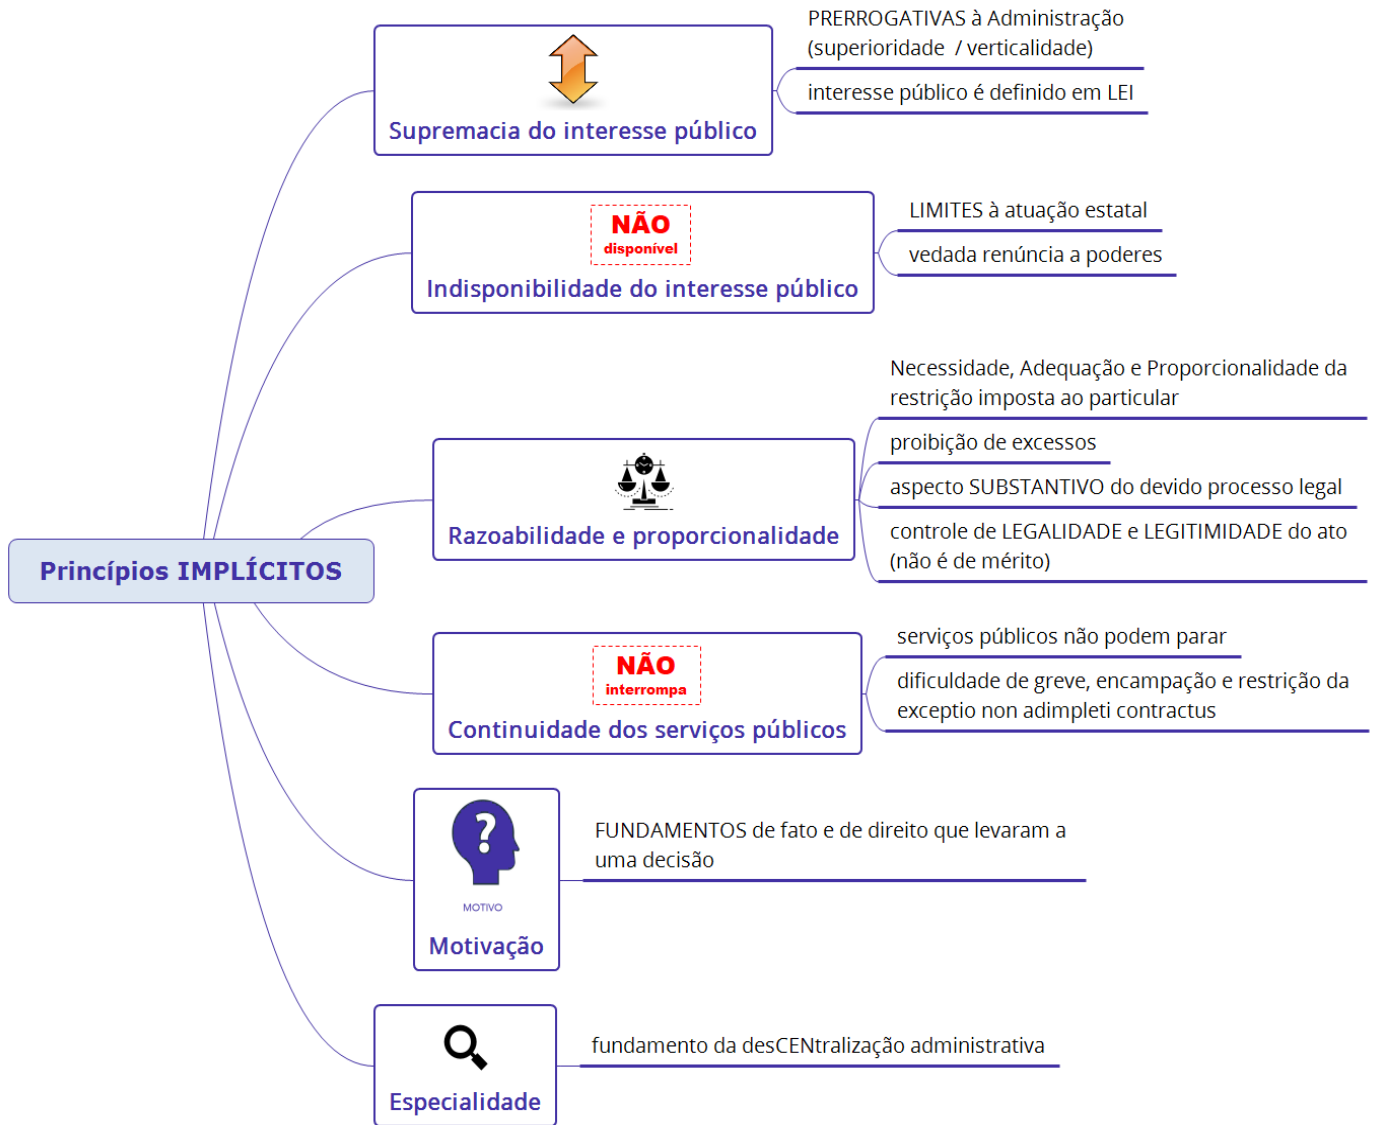 PRERROGATIVAS à Administração
(superioridade / verticalidade)
interesse público é definido em LEI
Supremacia do interesse público
NÃO
disponível
Indisponibilidade do interesse público
LIMITES à atuação estatal
vedada renúncia a poderes
Necessidade, Adequação e Proporcionalidade da
restrição imposta ao particular
proibição de excessos
aspecto SUBSTANTIVO do devido processo legal
controle de LEGALIDADE e LEGITIMIDADE do ato
(não é de mérito)
Razoabilidade e proporcionalidade
Princípios IMPLÍCITOS
NÃO
interrompa
Continuidade dos serviços públicos
serviços públicos não podem parar
dificuldade de greve, encampação e restrição da
exceptio non adimpleti contractus
?
MOTIVO
Motivação
FUNDAMENTOS de fato e de direito que levaram a
uma decisão
Especialidade
fundamento da desCENtralização administrativa